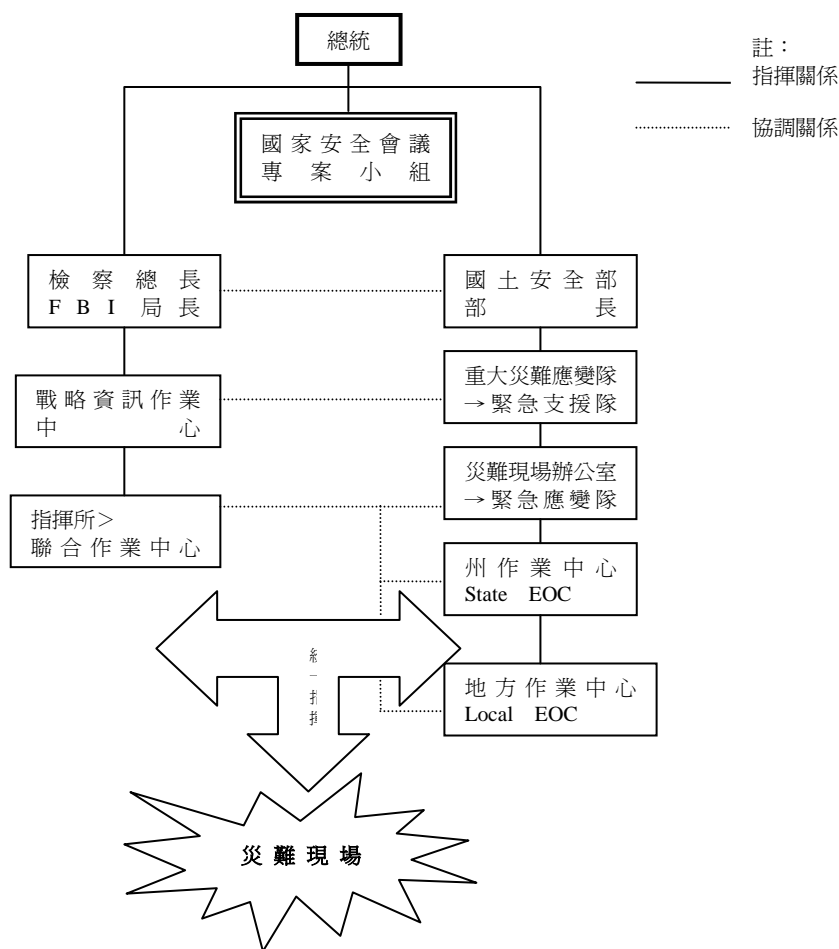 總統
註：
指揮關係
協調關係
國家安全會議
專案小組
檢察總長
FBI局長
國土安全部
部長
戰略資訊作業
中心
重大災難應變隊
→緊急支援隊
指揮所＞
聯合作業中心
災難現場辦公室
→緊急應變隊
州作業中心
State EOC
地方作業中心
Local EOC
災難現場